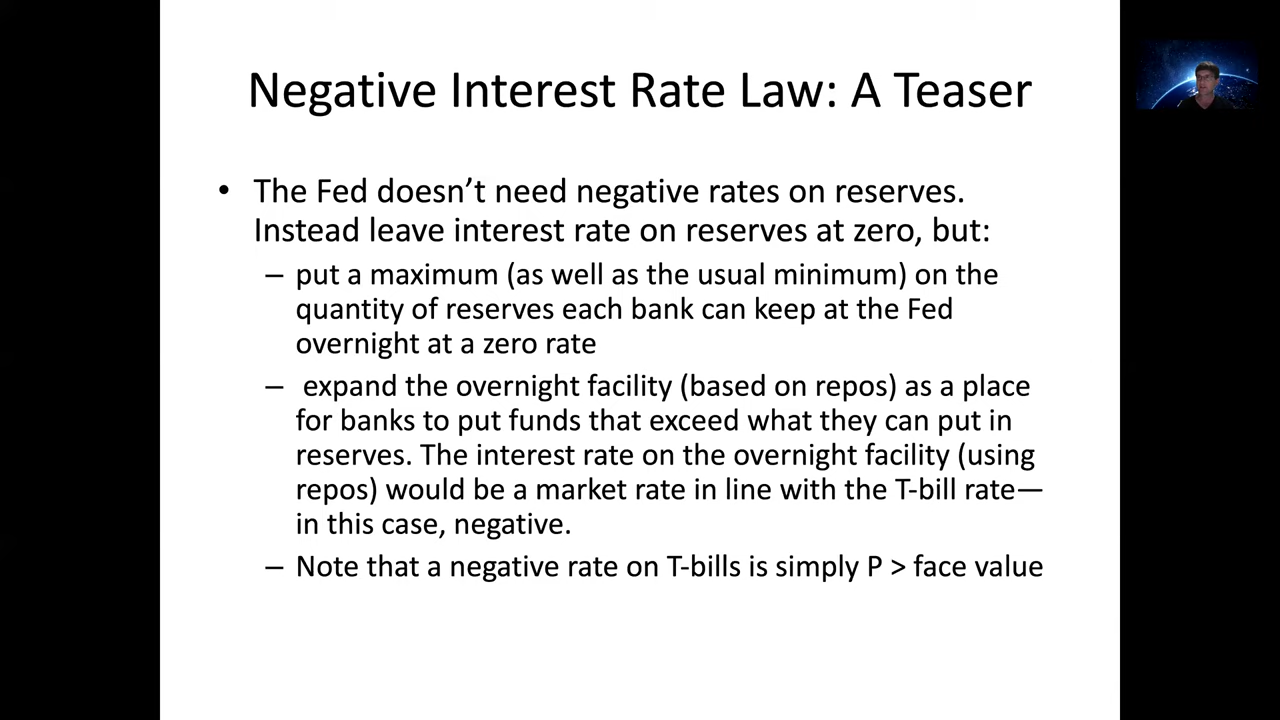 Negative Interest Rate Law: A Teaser
• The Fed doesn’t need negative rates on reserves.
Instead leave interest rate on reserves at zero, but:
– put a maximum (as well as the usual minimum) on the
quantity of reserves each bank can keep at the Fed
overnight at a zero rate
– expand the overnight facility (based on repos) as a place
for banks to put funds that exceed what they can put in
reserves. The interest rate on the overnight facility (using
repos) would be a market rate in line with the T-bill rate—
in this case, negative.
– Note that a negative rate on T-bills is simply P > face value